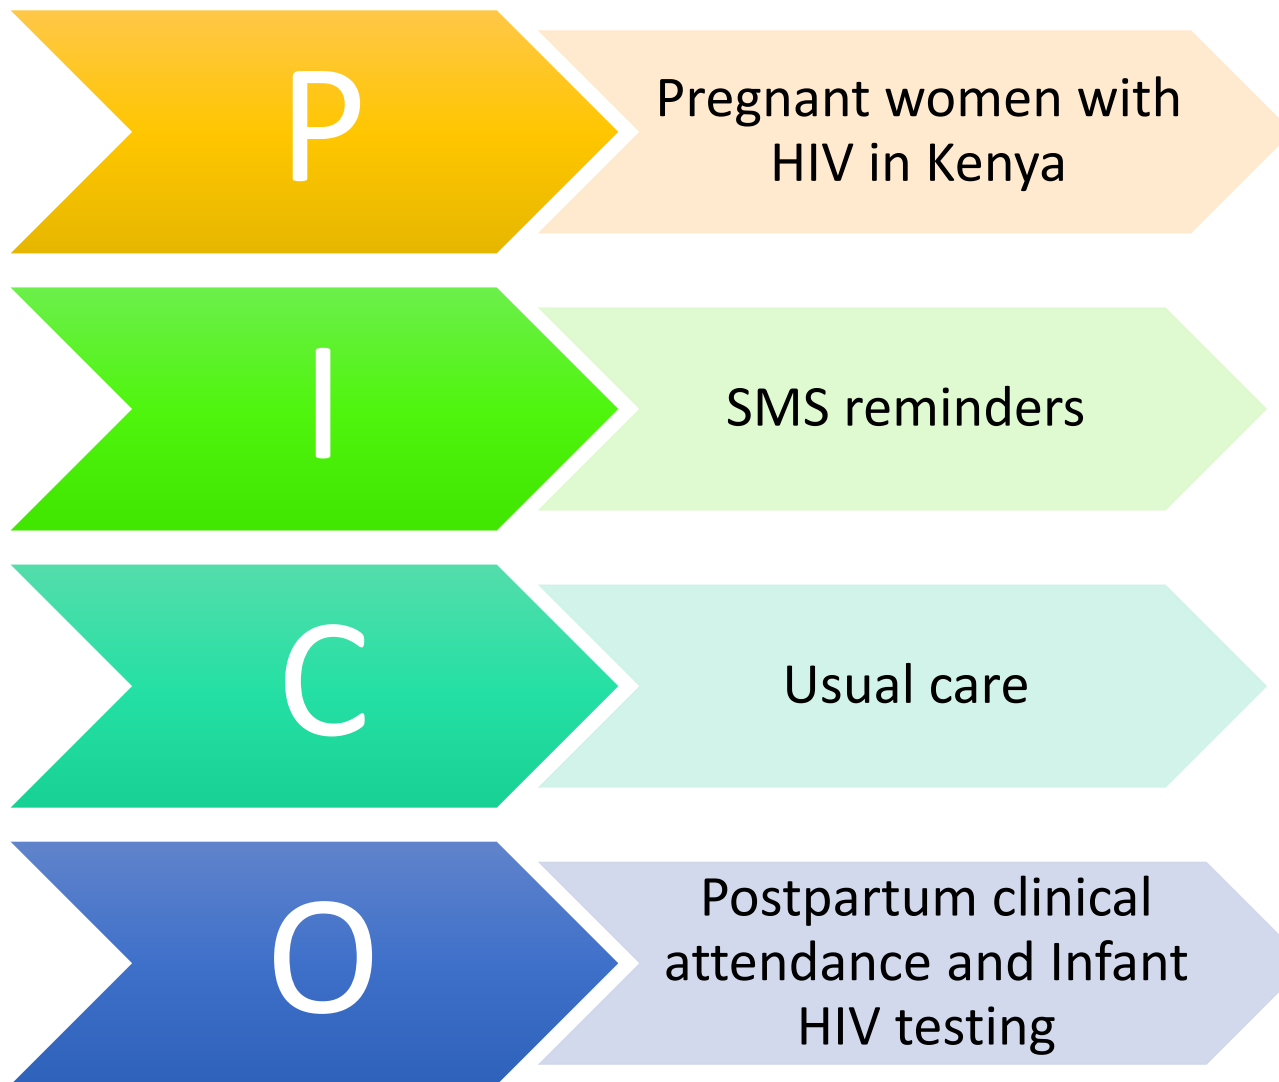 P
Pregnant women with
HIV in Kenya
I
SMS reminders
C
Usual care
O
Postpartum clinical
attendance and Infant
HIV testing